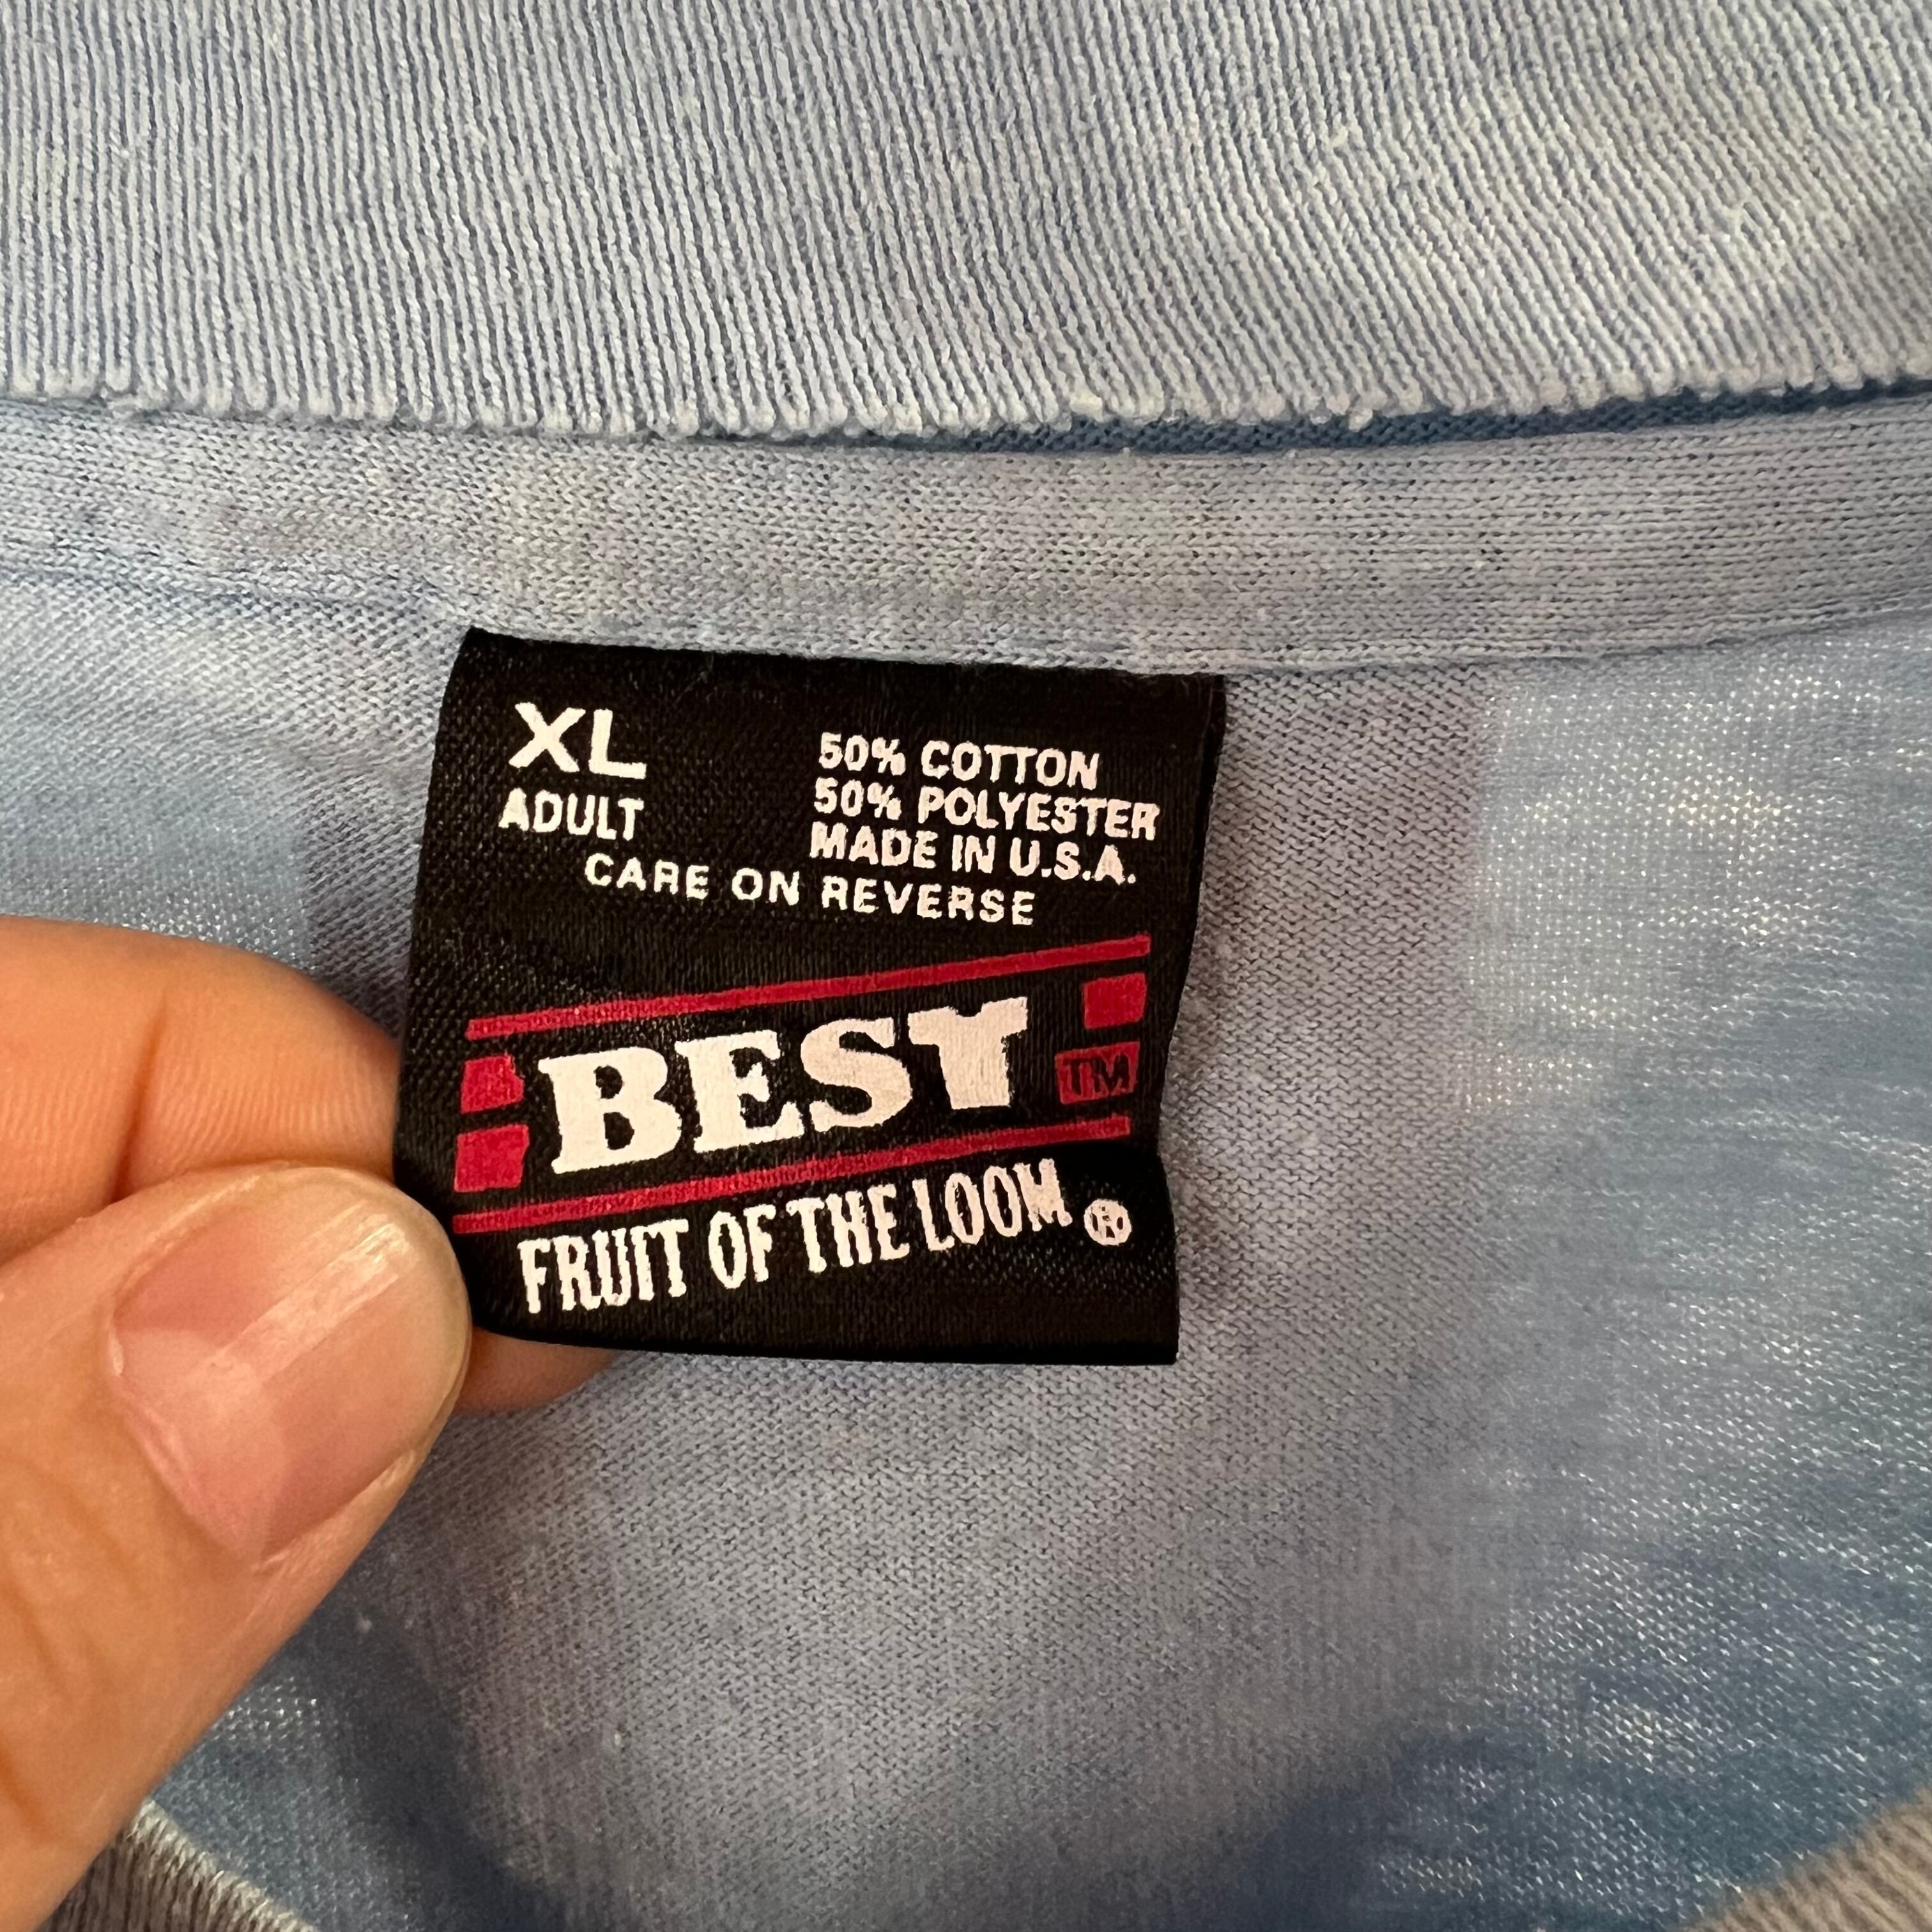 XL
ADULT
50% COTTON
50% POLYESTER
MADE IN U.S.A.
CARE ON REVERSE
BEST TM
FRUIT OF THE LOOM ®